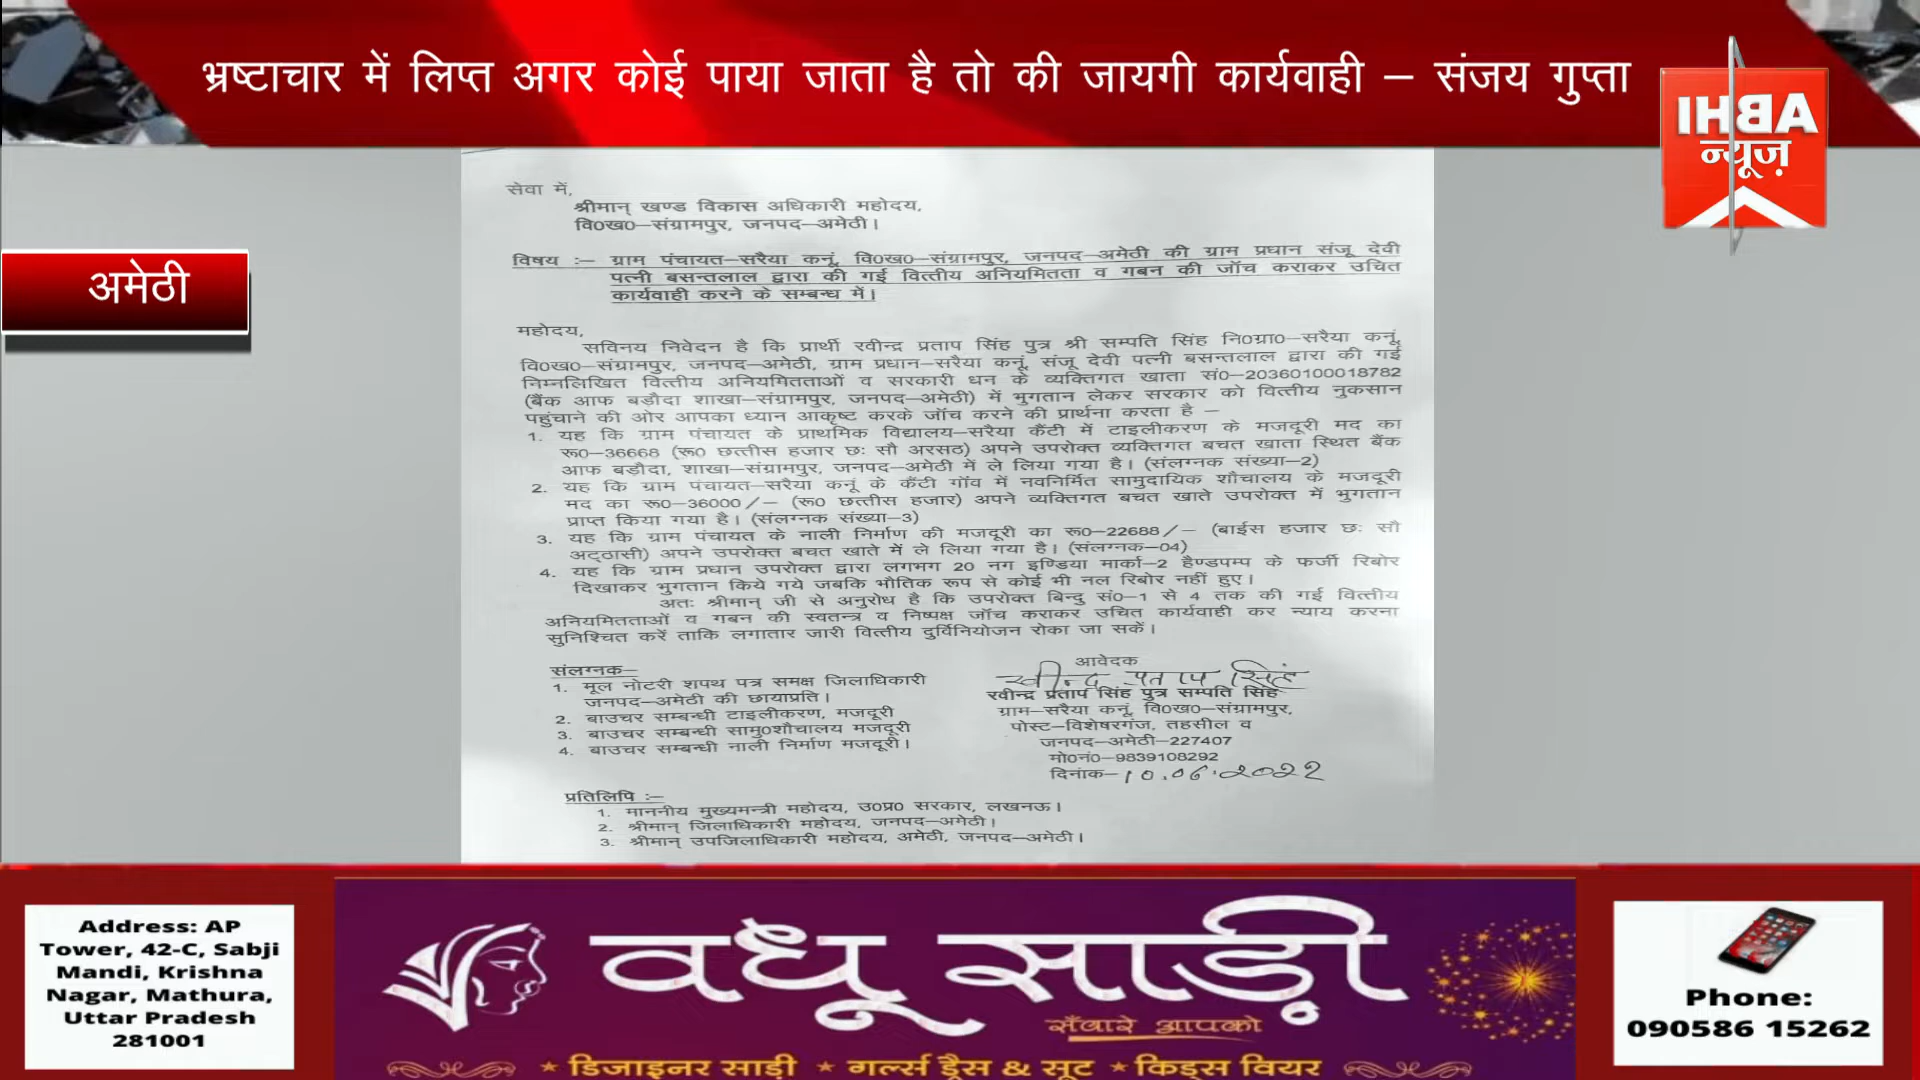 भ्रष्टाचार में लिप्त अगर कोई पाया जाता है तो की जायगी कार्यवाही – संजय गुप्ता
ABHI
न्यूज़
अमेठी
सेवा में,
श्रीमान् खण्ड विकास अधिकारी महोदय,
वि0ख0–संग्रामपुर, जनपद–अमेठी।
विषय :– ग्राम पंचायत–सरैया कनूं, वि0ख0–संग्रामपुर, जनपद–अमेठी की ग्राम प्रधान संजू देवी
पत्नी बसन्तलाल द्वारा की गई वित्तीय अनियमितता व गबन की जॉच कराकर उचित
कार्यवाही करने के सम्बन्ध में।
महोदय,
सविनय निवेदन है कि प्रार्थी रवीन्द्र प्रताप सिंह पुत्र श्री सम्पति सिंह नि0ग्रा0–सरैया कनूं,
वि0ख0–संग्रामपुर, जनपद–अमेठी, ग्राम प्रधान–सरैया कनूं, संजू देवी पत्नी बसन्तलाल द्वारा की गई
निम्नलिखित वित्तीय अनियमितताओं व सरकारी धन के व्यक्तिगत खाता सं0–20360100018782
(बैंक आफ बड़ौदा शाखा–संग्रामपुर, जनपद–अमेठी) में भुगतान लेकर सरकार को वित्तीय नुकसान
पहुंचाने की ओर आपका ध्यान आकृष्ट करके जॉच करने की प्रार्थना करता है –
1. यह कि ग्राम पंचायत के प्राथमिक विद्यालय–सरैया कैंटी में टाइलीकरण के मजदूरी मद का
रू0–36668 (रू0 छत्तीस हजार छः सौ अरसठ) अपने उपरोक्त व्यक्तिगत बचत खाता स्थित बैंक
आफ बडौदा, शाखा–संग्रामपुर, जनपद–अमेठी में ले लिया गया है। (संलग्नक संख्या–2)
2. यह कि ग्राम पंचायत–सरैया कनूं के कैंटी गॉव में नवनिर्मित सामुदायिक शौचालय के मजदूरी
मद का रू0–36000/– (रू0 छत्तीस हजार) अपने व्यक्तिगत बचत खाते उपरोक्त में भुगतान
प्राप्त किया गया है। (संलग्नक संख्या–3)
3. यह कि ग्राम पंचायत के नाली निर्माण की मजदूरी का रू0–22688/– (बाईस हजार छः सौ
अट्ठासी) अपने उपरोक्त बचत खाते में ले लिया गया है। (संलग्नक–04)
4. यह कि ग्राम प्रधान उपरोक्त द्वारा लगभग 20 नग इण्डिया मार्का–2 हैण्डपम्प के फर्जी रिबोर
दिखाकर भुगतान किये गये जबकि भौतिक रूप से कोई भी नल रिबोर नहीं हुए।
अतः श्रीमान् जी से अनुरोध है कि उपरोक्त बिन्दु सं0–1 से 4 तक की गई वित्तीय
अनियमितताओं व गबन की स्वतन्त्र व निष्पक्ष जॉच कराकर उचित कार्यवाही कर न्याय करना
सुनिश्चित करें ताकि लगातार जारी वित्तीय दुर्विनियोजन रोका जा सकें।
संलग्नक–
1. मूल नोटरी शपथ पत्र समक्ष जिलाधिकारी
जनपद–अमेठी की छायाप्रति।
2. बाउचर सम्बन्धी टाइलीकरण, मजदूरी
3. बाउचर सम्बन्धी सामु0शौचालय मजदूरी
4. बाउचर सम्बन्धी नाली निर्माण मजदूरी।
आवेदक
रवीन्द्र प्रताप सिंह
रवीन्द्र प्रताप सिंह पुत्र सम्पति सिंह
ग्राम–सरैया कनूं, वि0ख0–संग्रामपुर,
पोस्ट–विशेषरगंज, तहसील व
जनपद–अमेठी–227407
मो0नं0–9839108292
दिनांक–10.06.2022
प्रतिलिपि :–
1. माननीय मुख्यमन्त्री महोदय, उ0प्र0 सरकार, लखनऊ।
2. श्रीमान् जिलाधिकारी महोदय, जनपद–अमेठी।
3. श्रीमान् उपजिलाधिकारी महोदय, अमेठी, जनपद–अमेठी।
Address: AP
Tower, 42-C, Sabji
Mandi, Krishna
Nagar, Mathura,
Uttar Pradesh
281001
वधू साड़ी
सँवारे आपको
★ डिजाइनर साड़ी ★ गर्ल्स ड्रैस & सूट ★ किड्स वियर
Phone:
090586 15262